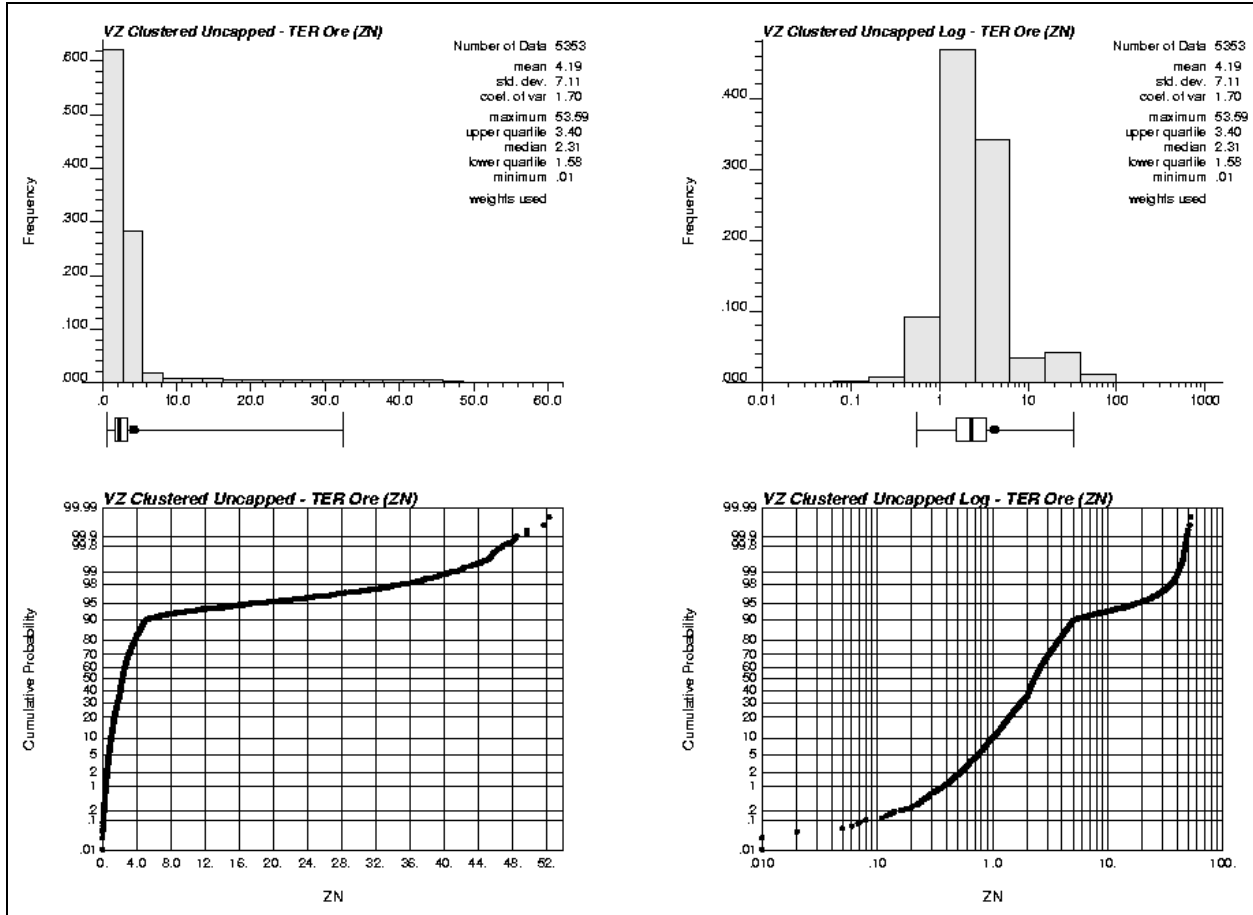 VZ Clustered Uncapped - TER Ore (ZN)
Number of Data 5353
mean 4.19
std. dev. 7.11
coef. of var 1.70
maximum 53.59
upper quartile 3.40
median 2.31
lower quartile 1.58
minimum .01
weights used
Frequency
.600
.500
.400
.300
.200
.100
.000
.0 10.0 20.0 30.0 40.0 50.0 60.0
VZ Clustered Uncapped Log - TER Ore (ZN)
Number of Data 5353
mean 4.19
std. dev. 7.11
coef. of var 1.70
maximum 53.59
upper quartile 3.40
median 2.31
lower quartile 1.58
minimum .01
weights used
Frequency
.400
.300
.200
.100
.000
0.01 0.1 1 10 100 1000
VZ Clustered Uncapped - TER Ore (ZN)
Cumulative Probability
99.99
99.9
99.8
99
98
95
90
80
70
60
50
40
30
20
10
5
2
1
.2
.1
.01
0. 4.0 8.0 12. 16. 20. 24. 28. 32. 36. 40. 44. 48. 52.
ZN
VZ Clustered Uncapped Log - TER Ore (ZN)
Cumulative Probability
99.99
99.9
99.8
99
98
95
90
80
70
60
50
40
30
20
10
5
2
1
.2
.1
.01
.010 .10 1.0 10. 100.
ZN